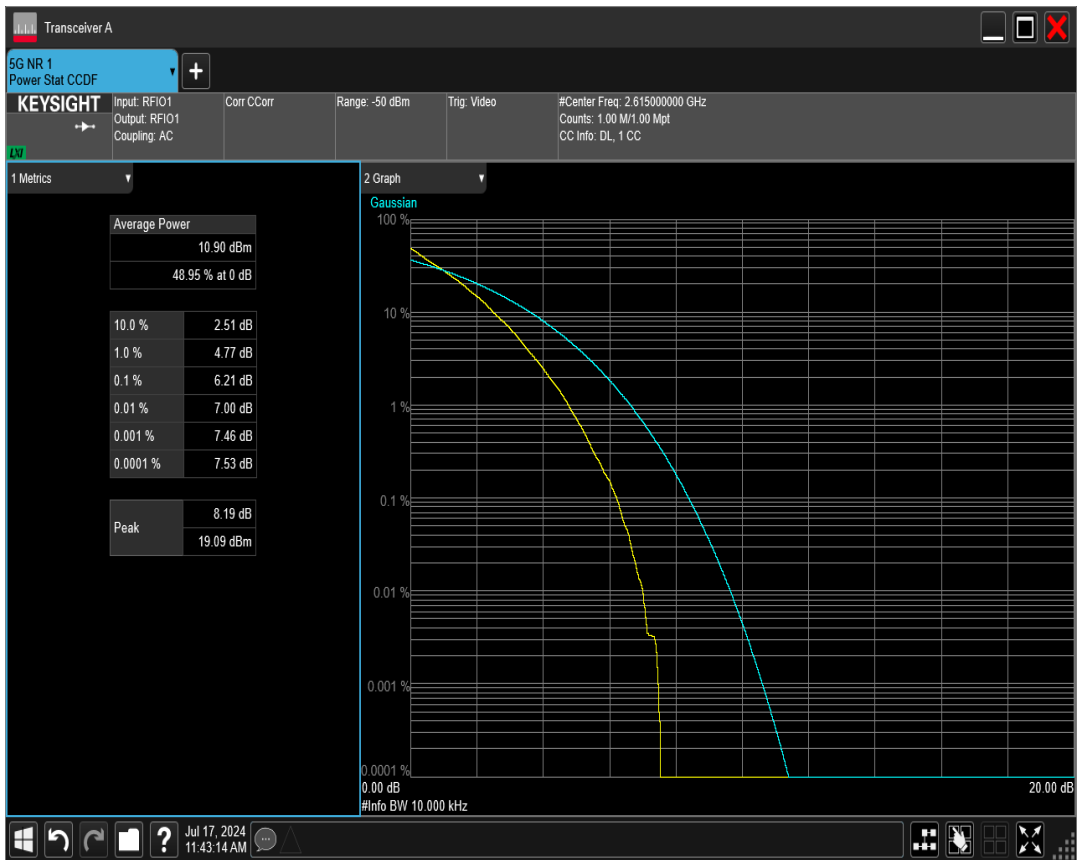 Transceiver A
5G NR 1
Power Stat CCDF
KEYSIGHT
LXI
Input: RFIO1
Output: RFIO1
Coupling: AC
Corr CCorr
Range: -50 dBm
Trig: Video
#Center Freq: 2.615000000 GHz
Counts: 1.00 M/1.00 Mpt
CC Info: DL, 1 CC
1 Metrics
Average Power
10.90 dBm
48.95 % at 0 dB
10.0 % 2.51 dB
1.0 % 4.77 dB
0.1 % 6.21 dB
0.01 % 7.00 dB
0.001 % 7.46 dB
0.0001 % 7.53 dB
Peak
8.19 dB
19.09 dBm
2 Graph
Gaussian
100 %
10 %
1 %
0.1 %
0.01 %
0.001 %
0.0001 %
0.00 dB 20.00 dB
#Info BW 10.000 kHz
Jul 17, 2024
11:43:14 AM